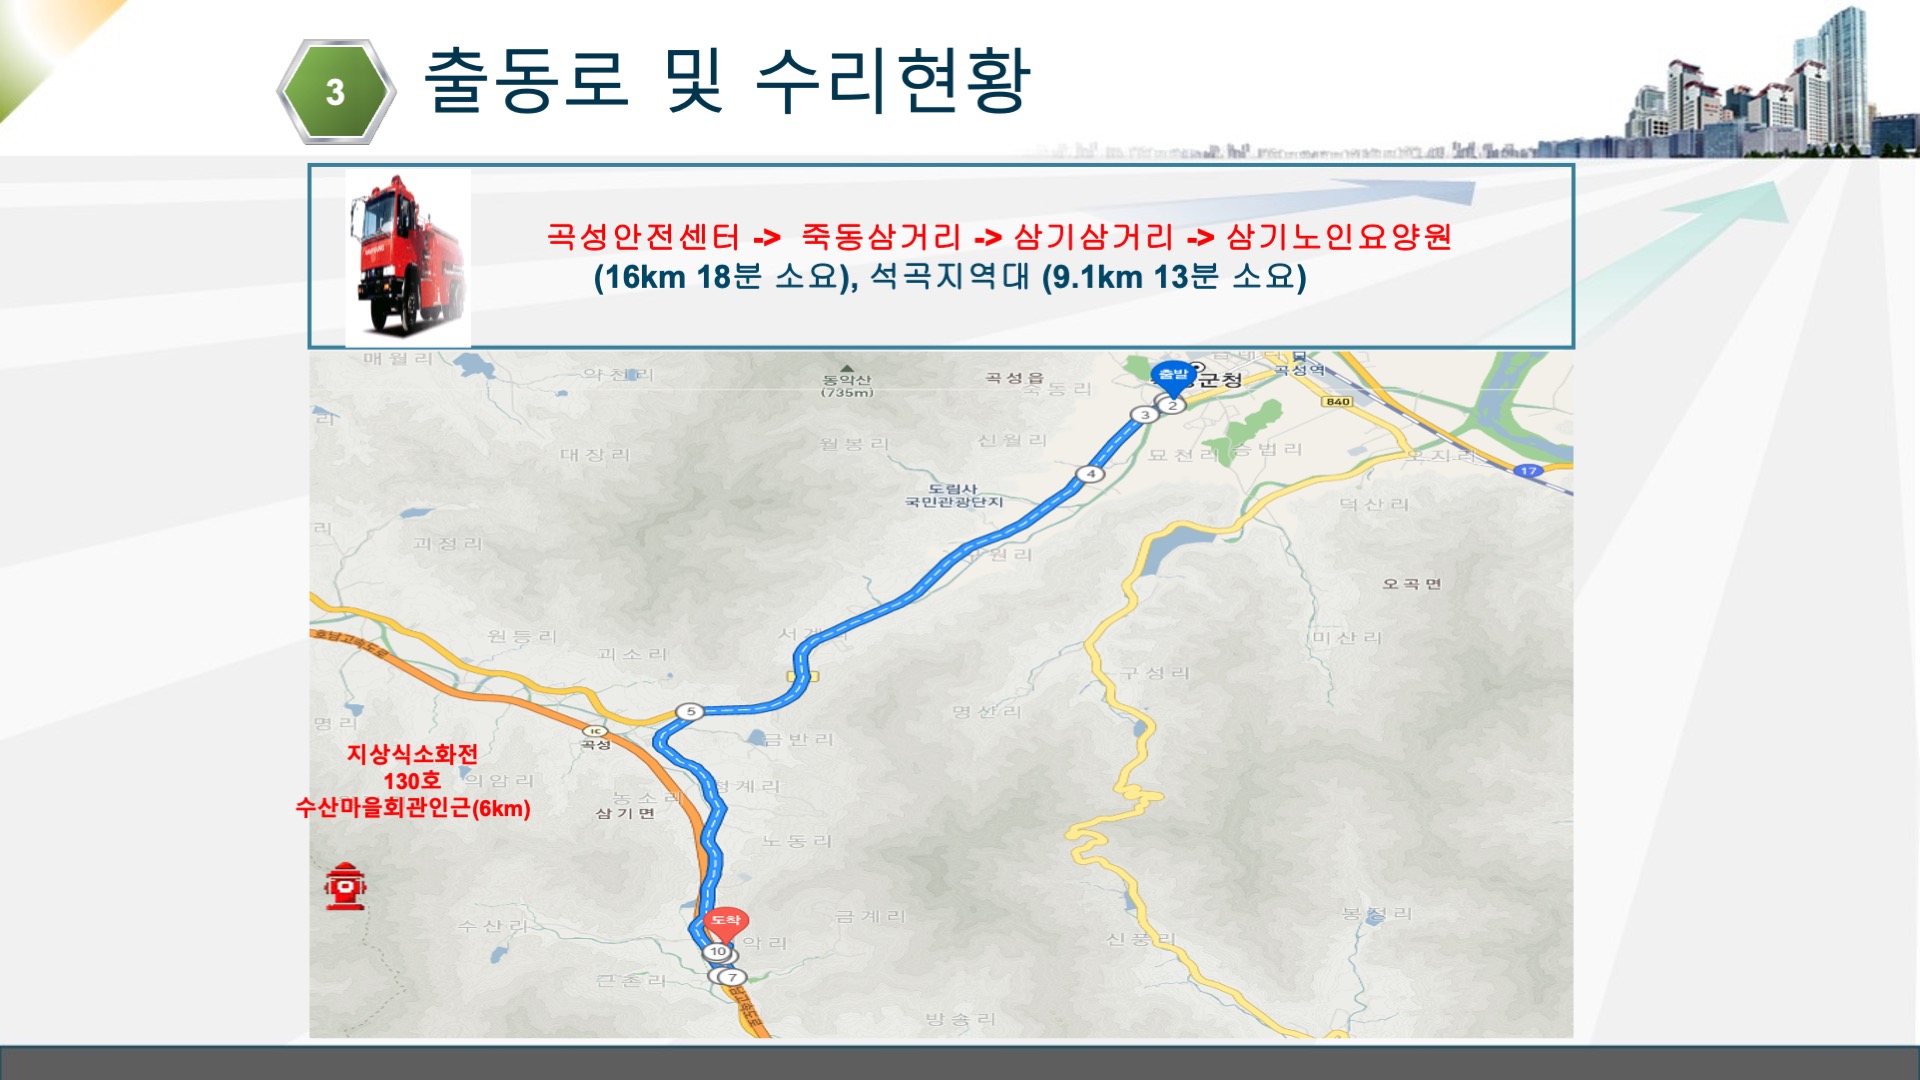 3
출동로 및 수리현황
곡성안전센터 -> 죽동삼거리 -> 삼기삼거리 -> 삼기노인요양원
(16km 18분 소요), 석곡지역대 (9.1km 13분 소요)
매월리
약천리
동악산
(735m)
곡성읍
죽동리
출발
군청
곡성역
840
2
3
대장리
월봉리
신월리
묘천리
승법리
오지리
17
4
도림사
국민관광단지
덕산리
리
괴정리
월리
오곡면
호남고속도로
원등리
괴소리
서계리
미산리
구성리
명리
5
IC
곡성
명산리
금반리
지상식소화전
130호
수산마을회관인근(6km)
의암리
청계리
농소리
삼기면
노동리
도착
수산리
금계리
봉정리
10
악리
신풍리
근촌리
7
방송리